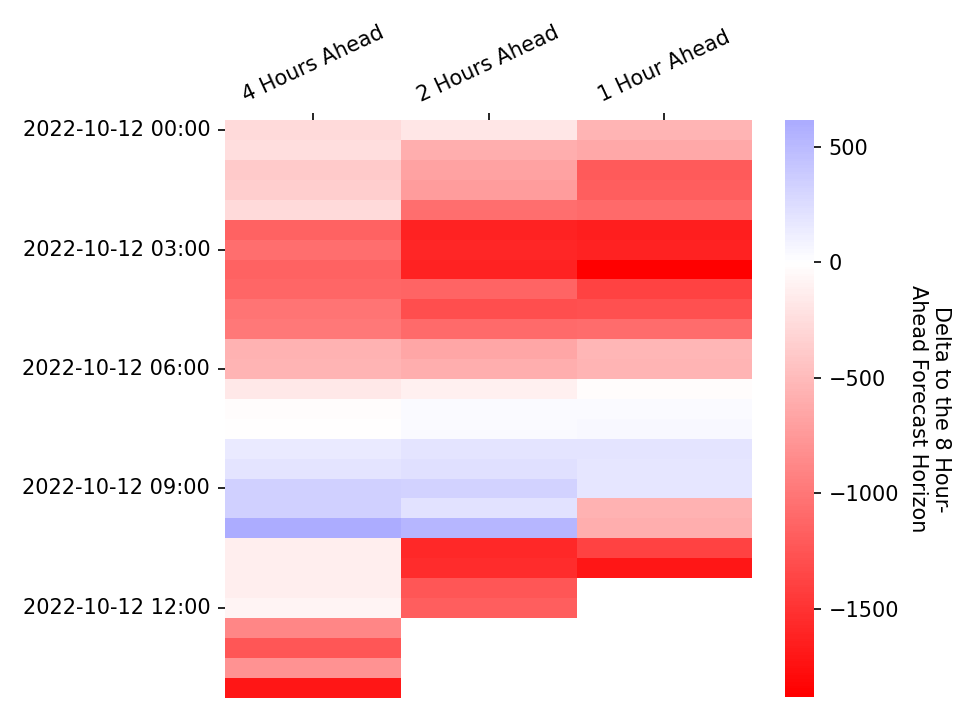 4 Hours Ahead
2 Hours Ahead
1 Hour Ahead
2022-10-12 00:00
2022-10-12 03:00
2022-10-12 06:00
2022-10-12 09:00
2022-10-12 12:00
500
0
−500
−1000
−1500
Delta to the 8 Hour-
Ahead Forecast Horizon